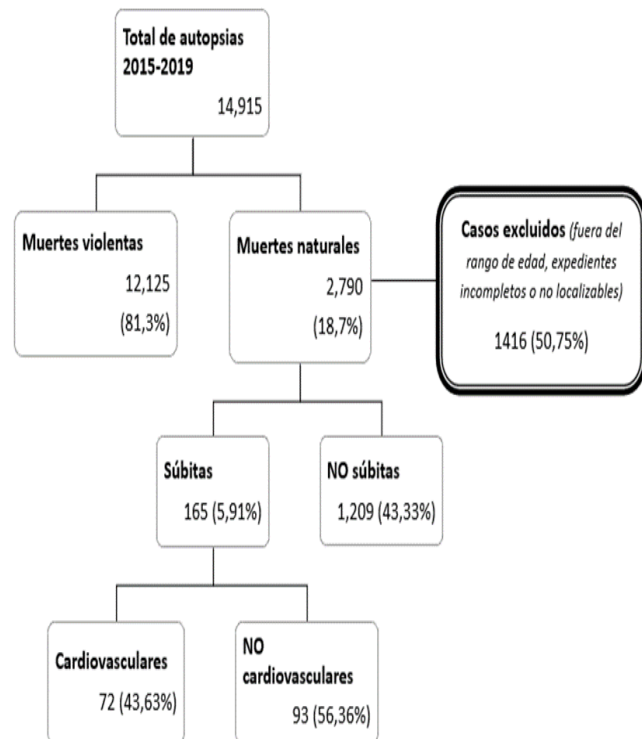 Total de autopsias
2015-2019
14,915
Muertes violentas
12,125
(81,3%)
Muertes naturales
2,790
(18,7%)
Casos excluidos (fuera del
rango de edad, expedientes
incompletos o no localizables)
1416 (50,75%)
Súbitas
165 (5,91%)
NO súbitas
1,209 (43,33%)
Cardiovasculares
72 (43,63%)
NO
cardiovasculares
93 (56,36%)